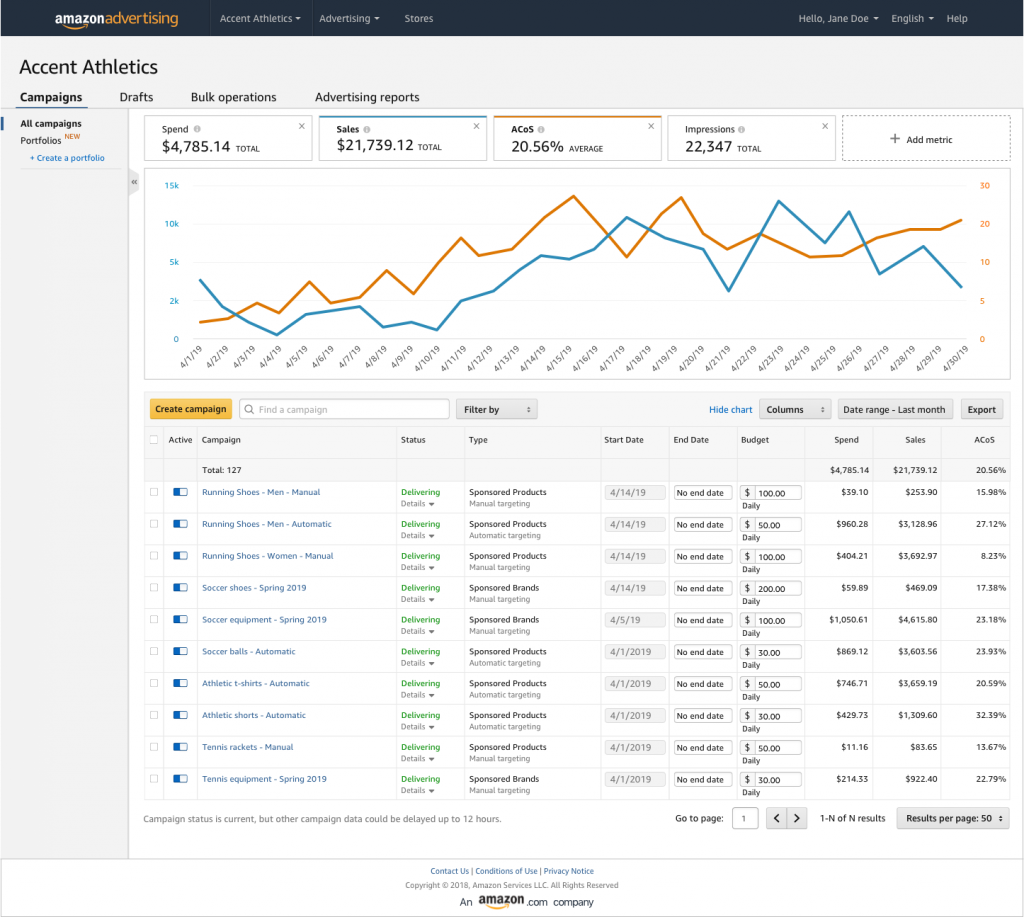 amazonadvertising Accent Athletics Advertising Stores Hello, Jane Doe English Help
Accent Athletics
Campaigns Drafts Bulk operations Advertising reports
All campaigns
Portfolios NEW
+ Create a portfolio
«
Spend Sales ACoS Impressions
$4,785.14 TOTAL $21,739.12 TOTAL 20.56% AVERAGE 22,347 TOTAL + Add metric
15k 30
10k 20
5k 10
2k 5
0 0
4/1/19 4/2/19 4/3/19 4/4/19 4/5/19 4/6/19 4/7/19 4/8/19 4/9/19 4/10/19 4/11/19 4/12/19 4/13/19 4/14/19 4/15/19 4/16/19 4/17/19 4/18/19 4/19/19 4/20/19 4/21/19 4/22/19 4/23/19 4/24/19 4/25/19 4/26/19 4/27/19 4/28/19 4/29/19 4/30/19
Create campaign Find a campaign Filter by Hide chart Columns Date range - Last month Export
Active Campaign Status Type Start Date End Date Budget Spend Sales ACoS
Total: 127 $4,785.14 $21,739.12 20.56%
Running Shoes - Men - Manual Delivering Sponsored Products 4/14/19 No end date $ 100.00 $39.10 $253.90 15.98%
Details Manual targeting Daily
Running Shoes - Men - Automatic Delivering Sponsored Products 4/14/19 No end date $ 50.00 $960.28 $3,128.96 27.12%
Details Automatic targeting Daily
Running Shoes - Women - Manual Delivering Sponsored Products 4/14/19 No end date $ 100.00 $404.21 $3,692.97 8.23%
Details Manual targeting Daily
Soccer shoes - Spring 2019 Delivering Sponsored Brands 4/14/19 No end date $ 200.00 $59.89 $469.09 17.38%
Details Manual targeting Daily
Soccer equipment - Spring 2019 Delivering Sponsored Brands 4/5/19 No end date $ 100.00 $1,050.61 $4,615.80 23.18%
Details Manual targeting Daily
Soccer balls - Automatic Delivering Sponsored Products 4/1/2019 No end date $ 30.00 $869.12 $3,603.56 23.93%
Details Automatic targeting Daily
Athletic t-shirts - Automatic Delivering Sponsored Products 4/1/2019 No end date $ 50.00 $746.71 $3,659.19 20.59%
Details Automatic targeting Daily
Athletic shorts - Automatic Delivering Sponsored Products 4/1/2019 No end date $ 30.00 $429.73 $1,309.60 32.39%
Details Automatic targeting Daily
Tennis rackets - Manual Delivering Sponsored Products 4/1/2019 No end date $ 50.00 $11.16 $83.65 13.67%
Details Manual targeting Daily
Tennis equipment - Spring 2019 Delivering Sponsored Brands 4/1/2019 No end date $ 30.00 $214.33 $922.40 22.79%
Details Manual targeting Daily
Campaign status is current, but other campaign data could be delayed up to 12 hours. Go to page: 1 1-N of N results Results per page: 50
Contact Us | Conditions of Use | Privacy Notice
Copyright © 2018, Amazon Services LLC. All Rights Reserved
An amazon.com company